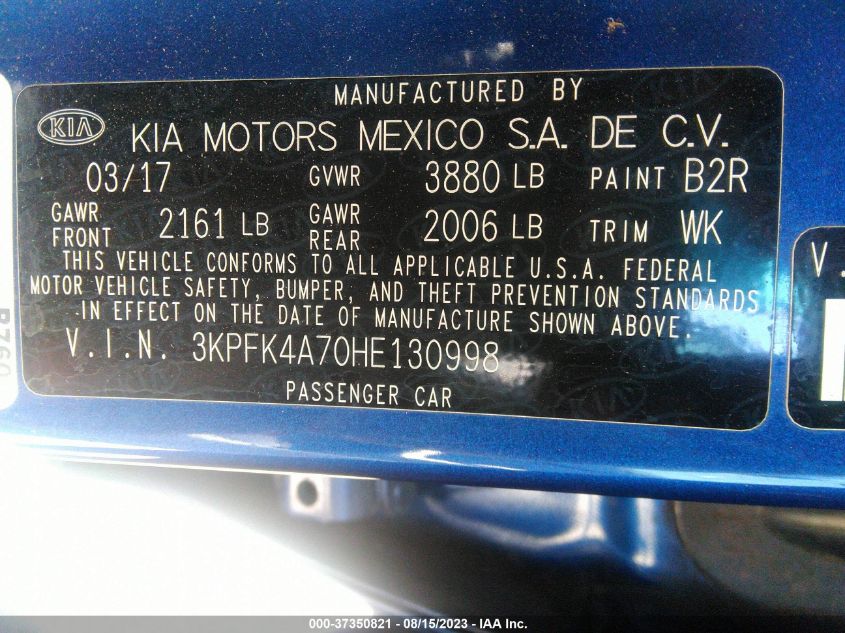 MANUFACTURED BY
KIA
KIA MOTORS MEXICO S.A. DE C.V.
03/17 GVWR 3880 LB PAINT B2R
GAWR FRONT 2161 LB GAWR REAR 2006 LB TRIM WK
THIS VEHICLE CONFORMS TO ALL APPLICABLE U.S.A. FEDERAL
MOTOR VEHICLE SAFETY, BUMPER, AND THEFT PREVENTION STANDARDS
IN EFFECT ON THE DATE OF MANUFACTURE SHOWN ABOVE.
V.I.N. 3KPFK4A70HE130998
PASSENGER CAR
V.
000-37350821 - 08/15/2023 - IAA Inc.